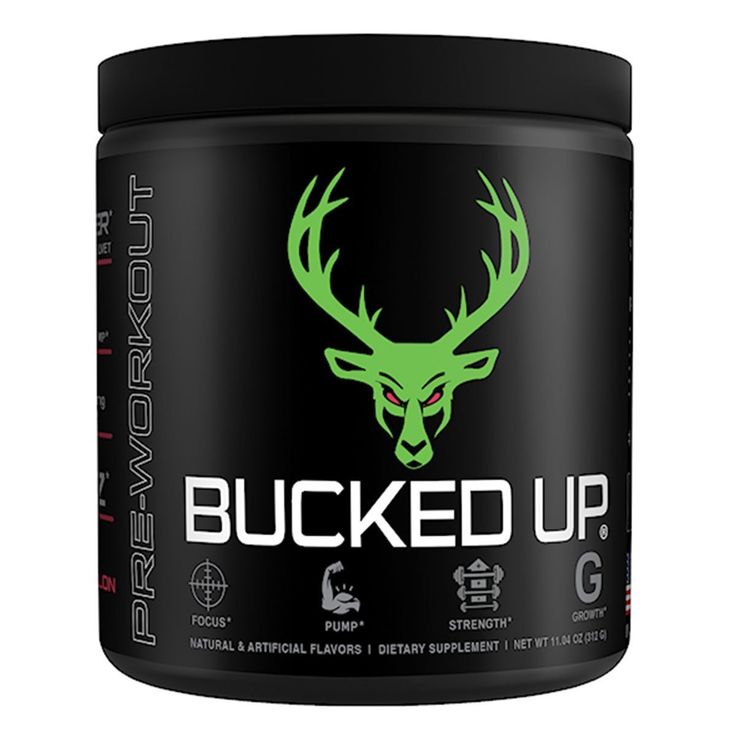 PRE-WORKOUT
BUCKED UP®
FOCUS*
PUMP*
STRENGTH*
G
GROWTH*
NATURAL & ARTIFICIAL FLAVORS | DIETARY SUPPLEMENT | NET WT 11.04 OZ (312 G)